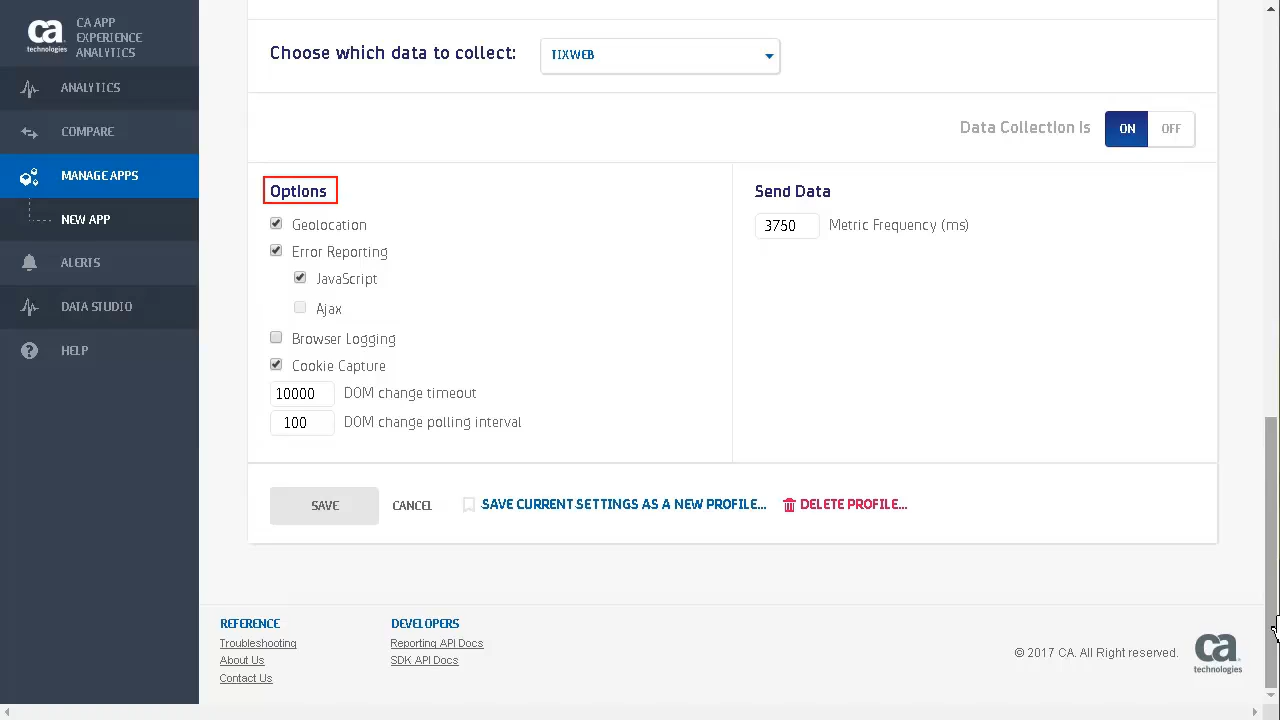 ca
technologies
CA APP
EXPERIENCE
ANALYTICS
ANALYTICS
COMPARE
MANAGE APPS
NEW APP
ALERTS
DATA STUDIO
HELP
Choose which data to collect:
TIXWEB
Data Collection Is
ON
OFF
Options
Geolocation
Error Reporting
JavaScript
Ajax
Browser Logging
Cookie Capture
10000 DOM change timeout
100 DOM change polling interval
Send Data
3750 Metric Frequency (ms)
SAVE
CANCEL
SAVE CURRENT SETTINGS AS A NEW PROFILE...
DELETE PROFILE...
REFERENCE
Troubleshooting
About Us
Contact Us
DEVELOPERS
Reporting API Docs
SDK API Docs
© 2017 CA. All Right reserved.
ca
technologies